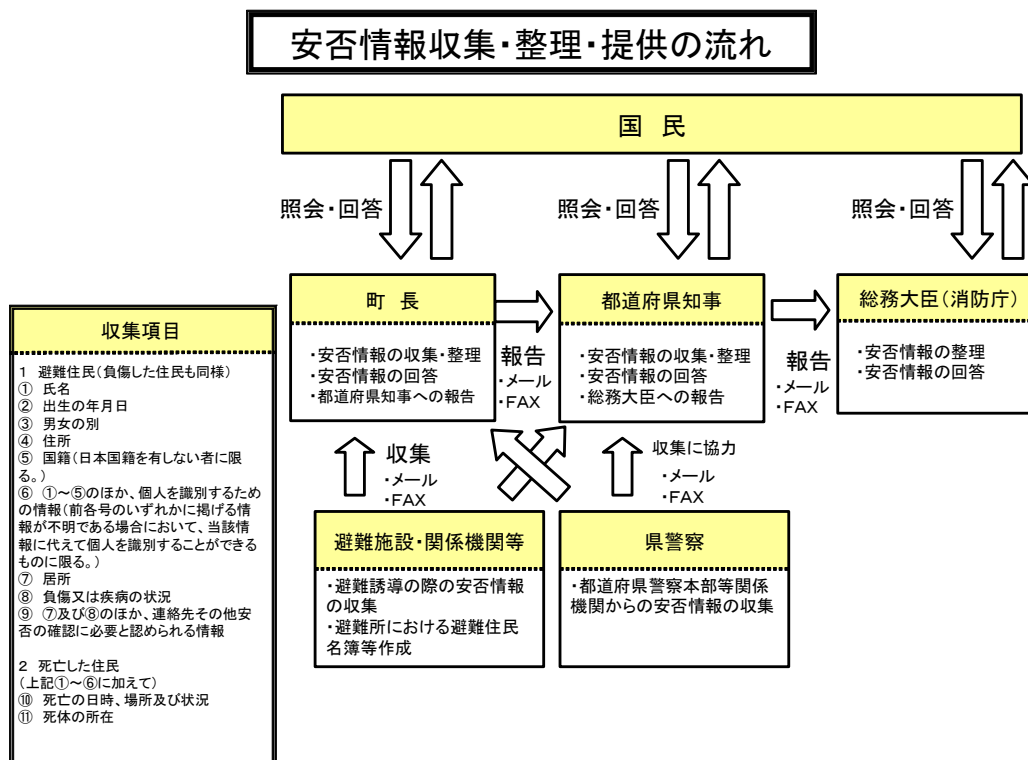 安否情報収集・整理・提供の流れ
国 民
照会・回答
照会・回答
照会・回答
町 長
・安否情報の収集・整理
・安否情報の回答
・都道府県知事への報告
報告
・メール
・FAX
都道府県知事
・安否情報の収集・整理
・安否情報の回答
・総務大臣への報告
報告
・メール
・FAX
総務大臣(消防庁)
・安否情報の整理
・安否情報の回答
収集
・メール
・FAX
収集に協力
・メール
・FAX
避難施設・関係機関等
・避難誘導の際の安否情報
の収集
・避難所における避難住民
名簿等作成
県警察
・都道府県警察本部等関係
機関からの安否情報の収集
収集項目
1 避難住民(負傷した住民も同様)
① 氏名
② 出生の年月日
③ 男女の別
④ 住所
⑤ 国籍(日本国籍を有しない者に限
る。)
⑥ ①~⑤のほか、個人を識別するため
の情報(前各号のいずれかに掲げる情
報が不明である場合において、当該情
報に代えて個人を識別することができる
ものに限る。)
⑦ 居所
⑧ 負傷又は疾病の状況
⑨ ⑦及び⑧のほか、連絡先その他安
否の確認に必要と認められる情報
2 死亡した住民
(上記①~⑥に加えて)
⑩ 死亡の日時、場所及び状況
⑪ 死体の所在